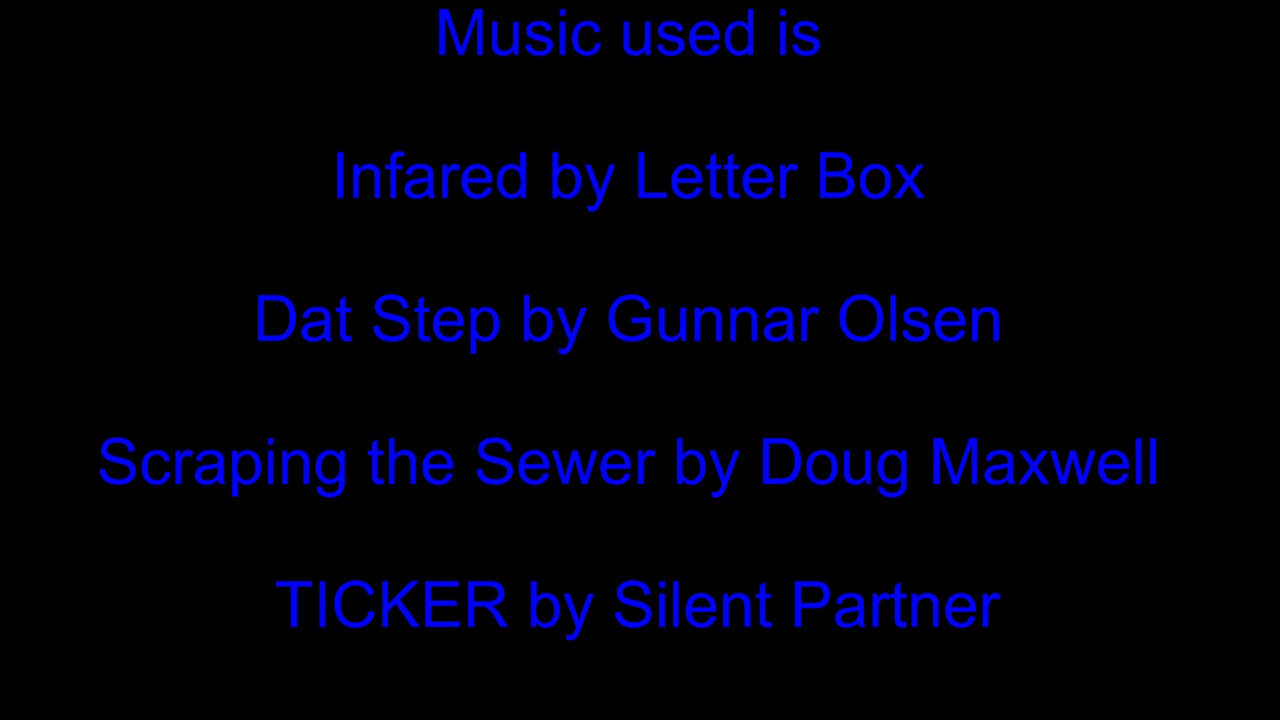 Music used is
Infared by Letter Box
Dat Step by Gunnar Olsen
Scraping the Sewer by Doug Maxwell
TICKER by Silent Partner